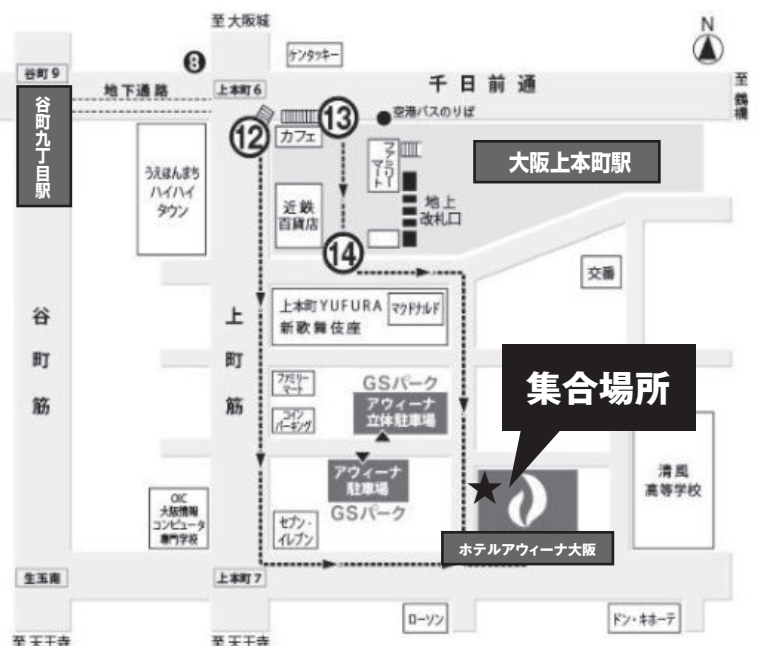 至 大阪城
N
ケンタッキー
谷町9
❽
千日前通
至 鶴橋
地下通路
上本町6
空港バスのりば
谷町九丁目駅
⑫
⑬
カフェ
ファミリーマート
大阪上本町駅
うえほんまち
ハイハイ
タウン
近鉄
百貨店
地上
改札口
⑭
交番
谷町筋
上町筋
上本町YUFURA
新歌舞伎座
マクドナルド
集合場所
ファミリー
マート
GSパーク
アウィーナ
立体駐車場
コイン
パーキング
アウィーナ
駐車場
GSパーク
清風
高等学校
OIC
大阪情報
コンピュータ
専門学校
セブン-
イレブン
ホテルアウィーナ大阪
生玉南
上本町7
ローソン
ドン・キホーテ
至 天王寺
至 天王寺